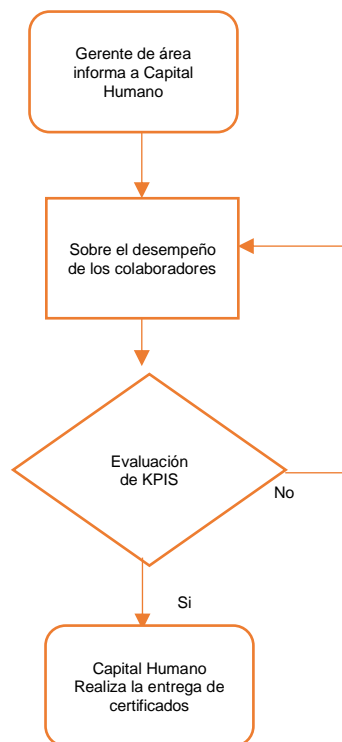 Gerente de área
informa a Capital
Humano
Sobre el desempeño
de los colaboradores
Evaluación
de KPIS
No
Si
Capital Humano
Realiza la entrega de
certificados